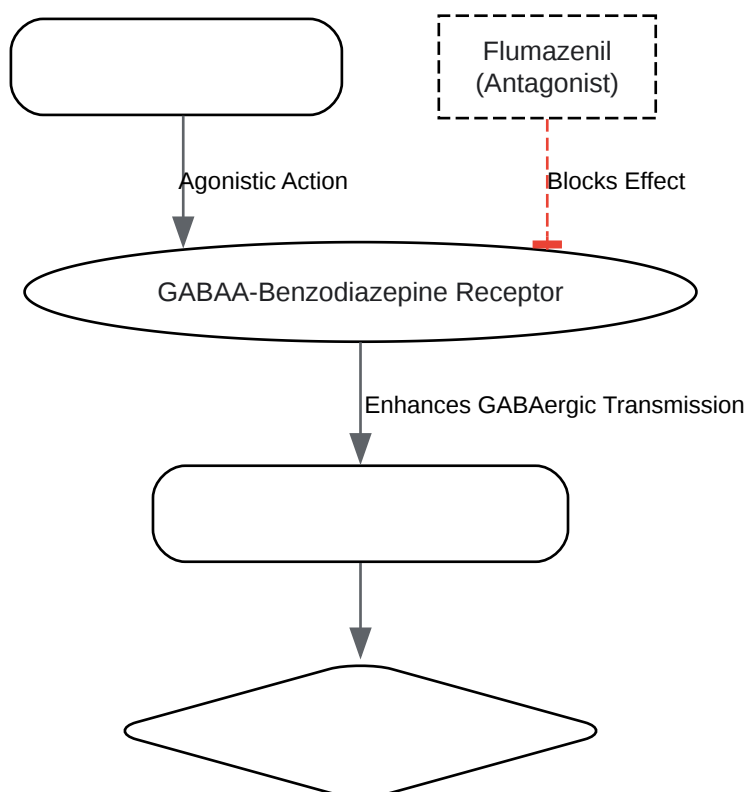 Flumazenil
(Antagonist)
Agonistic Action
Blocks Effect
GABAA-Benzodiazepine Receptor
Enhances GABAergic Transmission